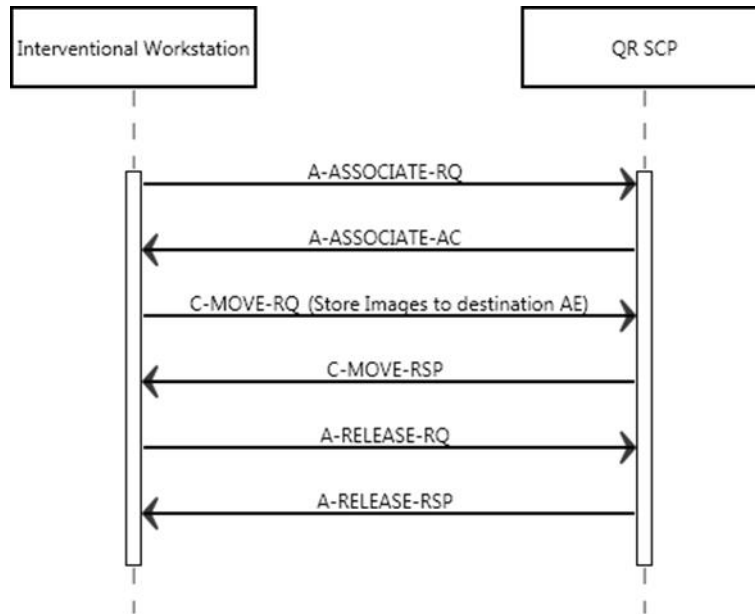 Interventional Workstation
QR SCP
A-ASSOCIATE-RQ
A-ASSOCIATE-AC
C-MOVE-RQ (Store Images to destination AE)
C-MOVE-RSP
A-RELEASE-RQ
A-RELEASE-RSP